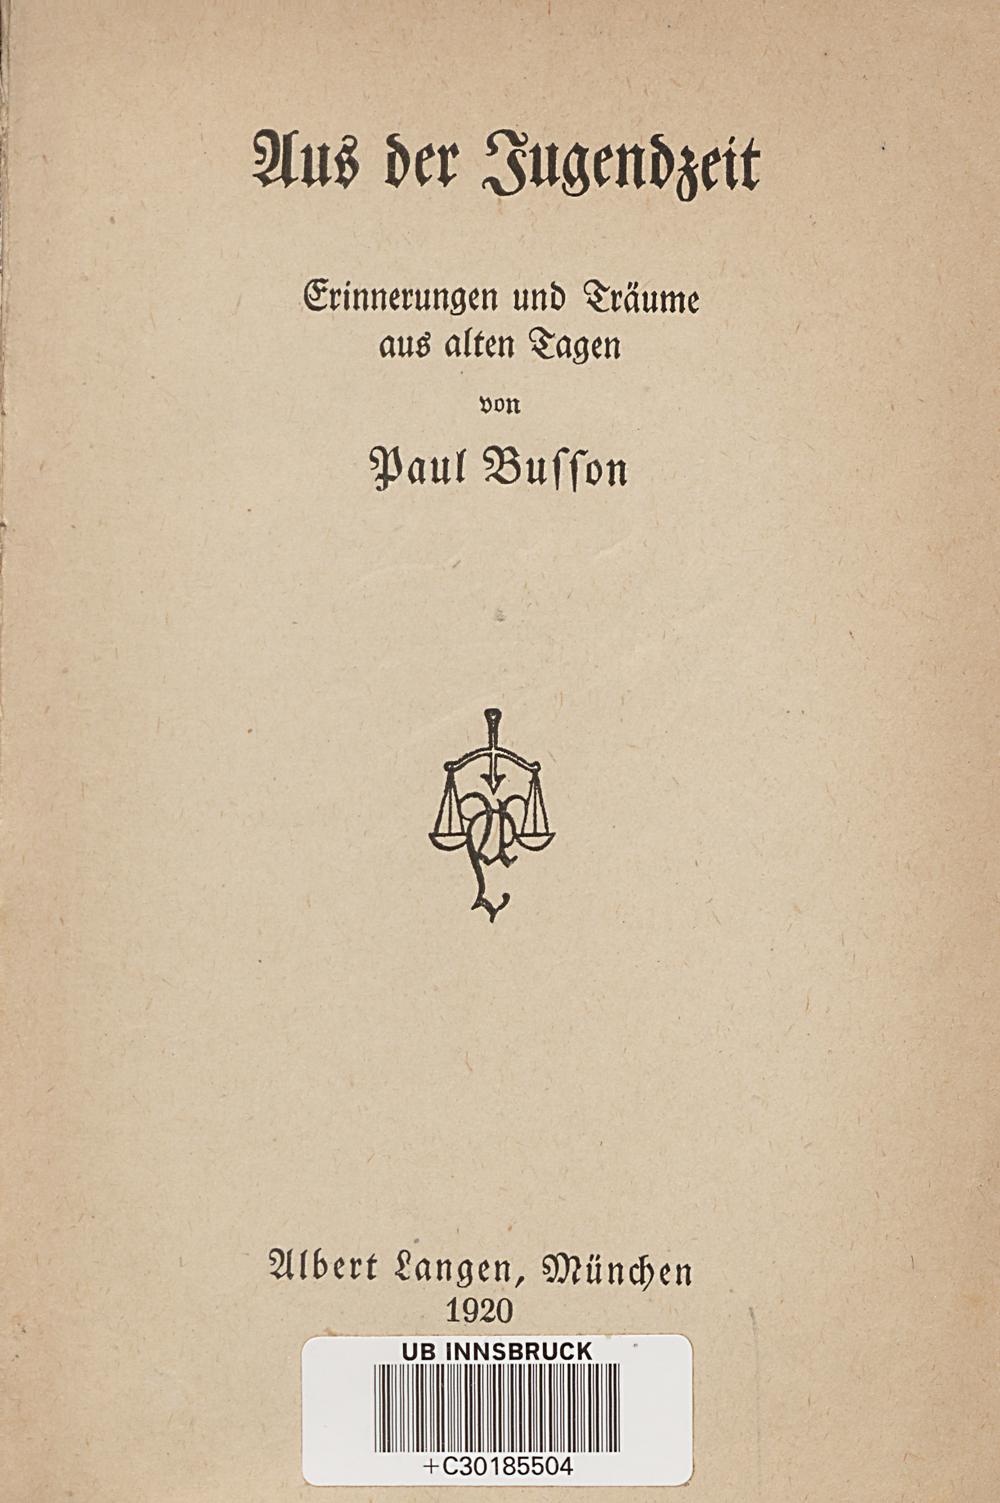 Aus der Jugendzeit
Erinnerungen und Träume
aus alten Tagen
von
Paul Buſſon
AL
Albert Langen, München
1920
UB INNSBRUCK
+C30185504